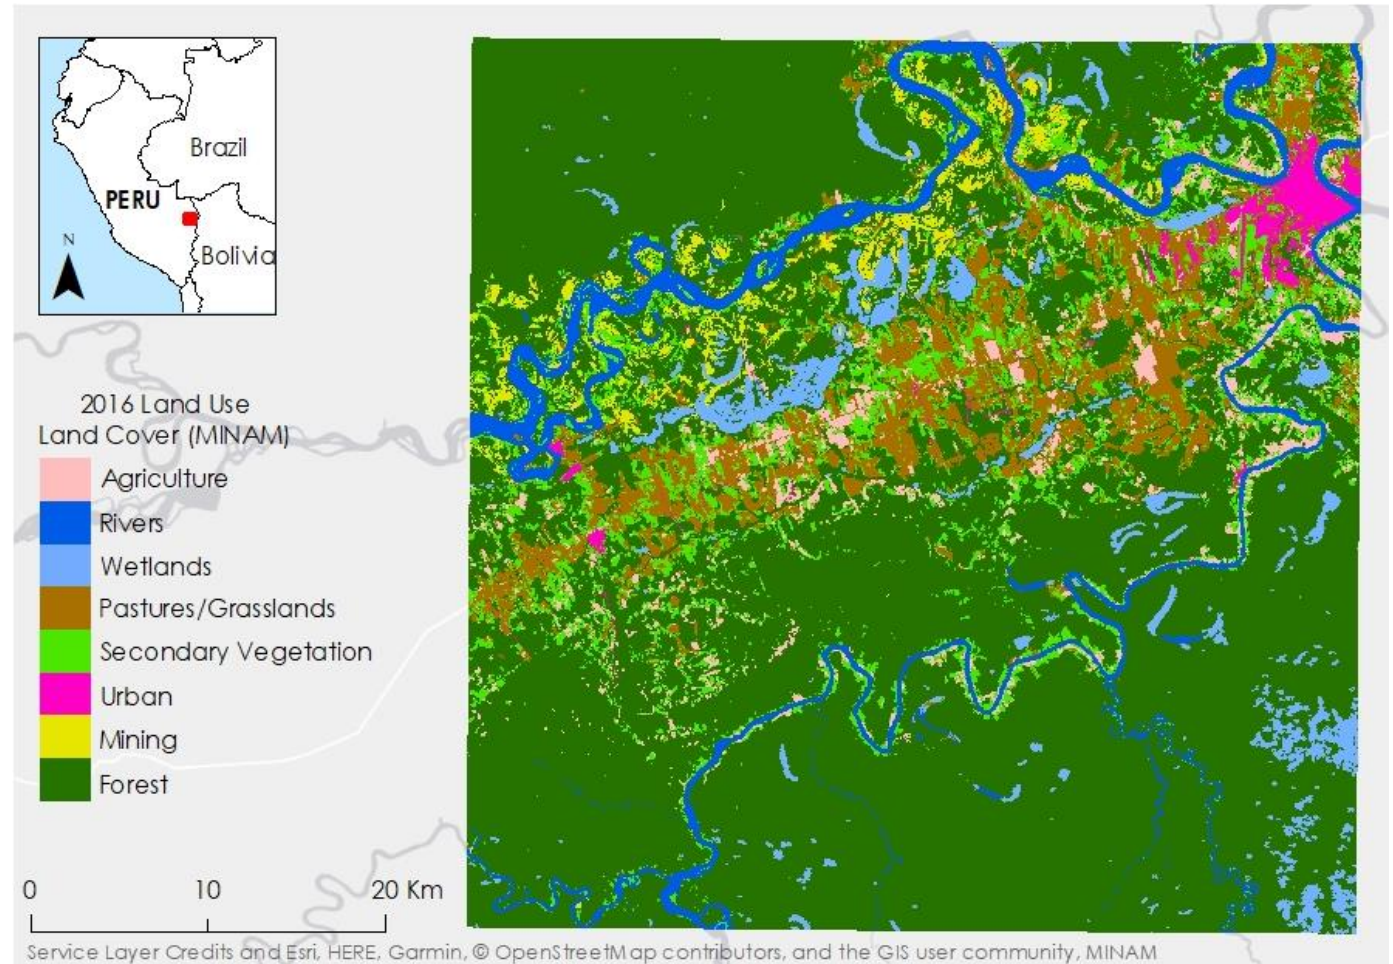 Brazil
PERU
N
Bolivia
2016 Land Use
Land Cover (MINAM)
Agriculture
Rivers
Wetlands
Pastures/Grasslands
Secondary Vegetation
Urban
Mining
Forest
0 10 20 Km
Service Layer Credits and Esri, HERE, Garmin, © OpenStreetMap contributors, and the GIS user community, MINAM